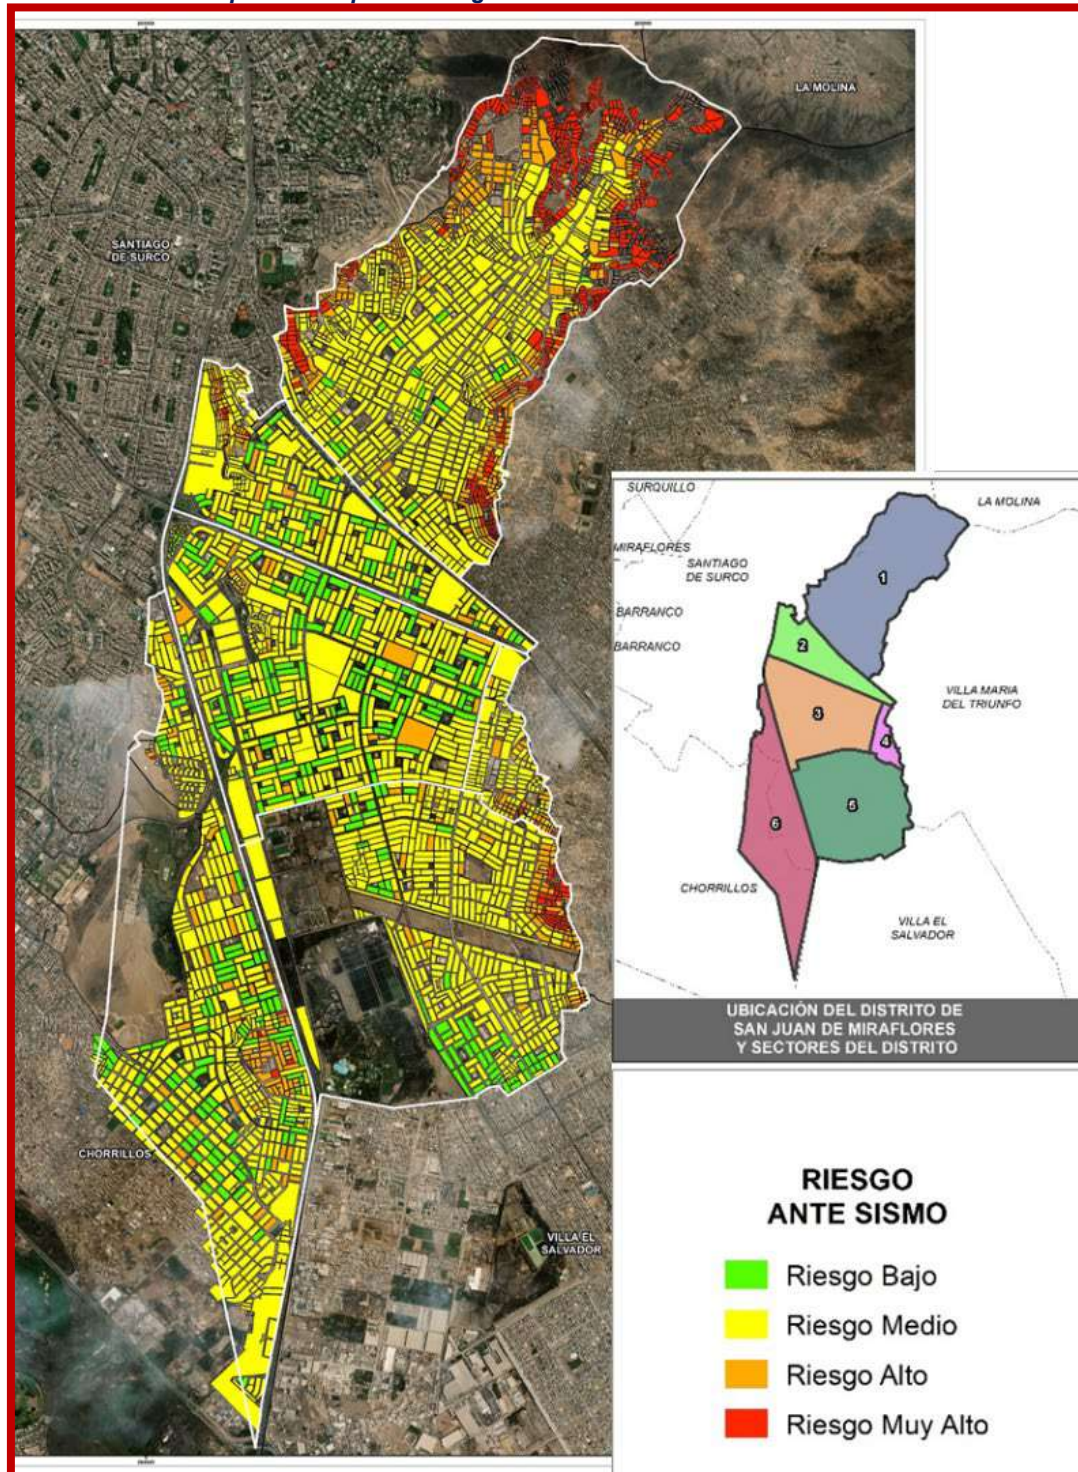 LA MOLINA
SANTIAGO
DE SURCO
CHORRILLOS
VILLA EL
SALVADOR
SURQUILLO
LA MOLINA
MIRAFLORES
SANTIAGO
DE SURCO
BARRANCO
BARRANCO
VILLA MARIA
DEL TRIUNFO
CHORRILLOS
VILLA EL
SALVADOR
1
2
3
4
5
6
UBICACIÓN DEL DISTRITO DE
SAN JUAN DE MIRAFLORES
Y SECTORES DEL DISTRITO
RIESGO
ANTE SISMO
Riesgo Bajo
Riesgo Medio
Riesgo Alto
Riesgo Muy Alto